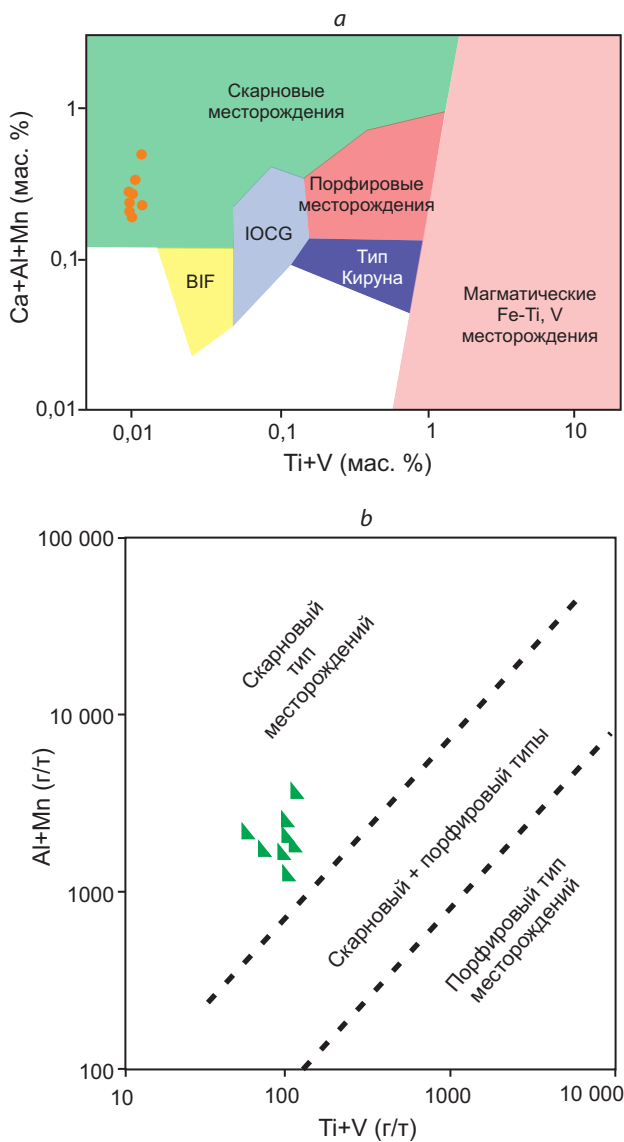 a
Ca+Al+Mn (мас. %)
1
0,1
0,01
Скарновые
месторождения
Порфировые
месторождения
IOCG
BIF
Тип
Кируна
Магматические
Fe-Ti, V
месторождения
0,01
0,1
1
10
Ti+V (мас. %)
b
Al+Mn (г/т)
100 000
10 000
1000
100
Скарновый
тип
месторождений
Скарновый + порфировый типы
Порфировый тип
месторождений
10
100
1000
10 000
Ti+V (г/т)